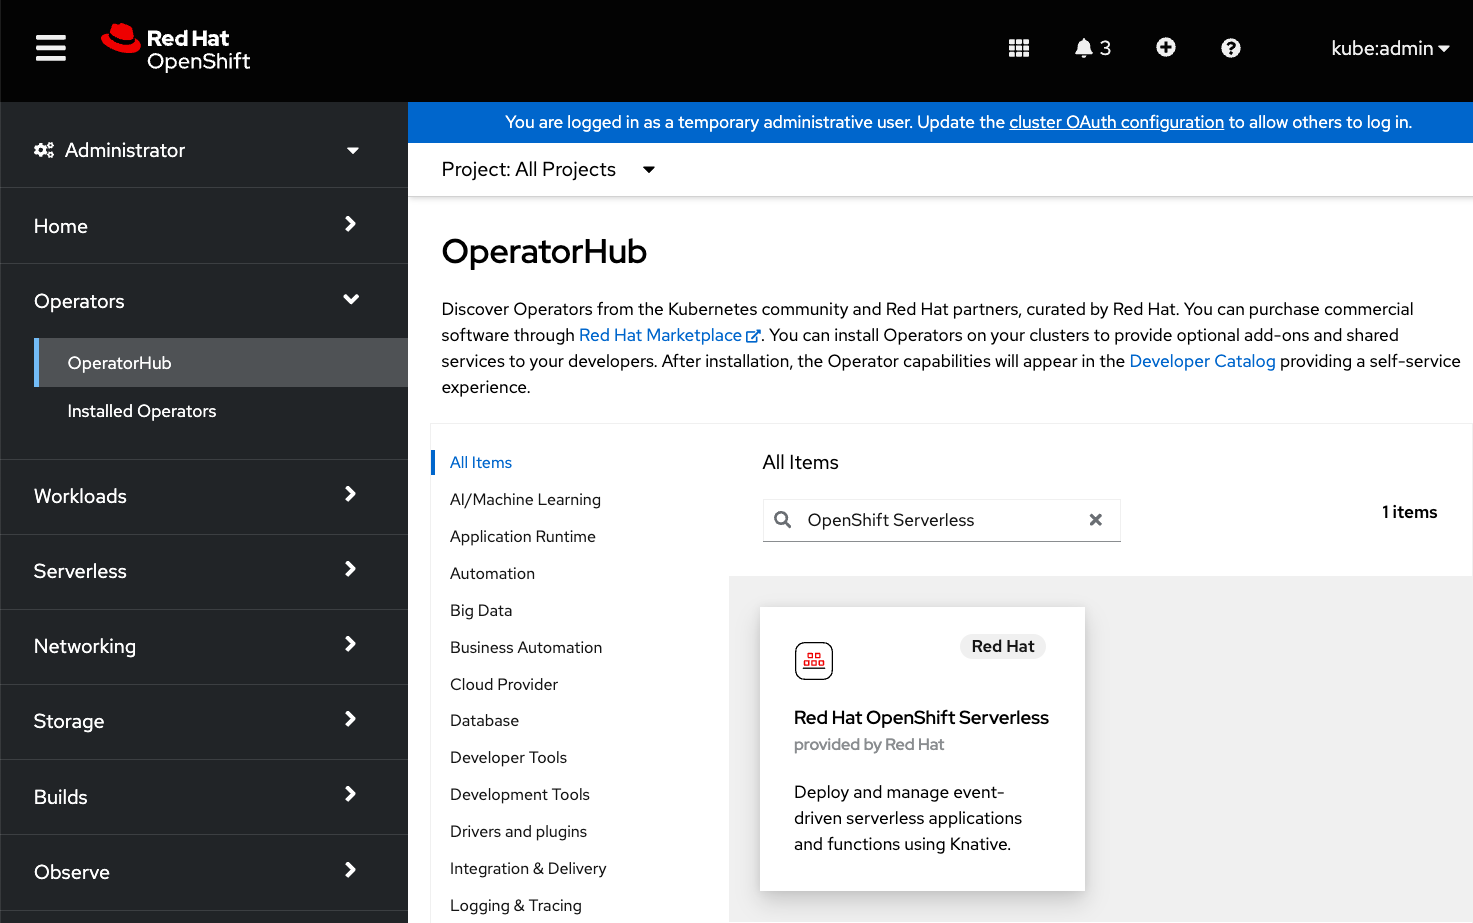 Red Hat
OpenShift
3
kube:admin
Administrator
Home
Operators
OperatorHub
Installed Operators
Workloads
Serverless
Networking
Storage
Builds
Observe
You are logged in as a temporary administrative user. Update the cluster OAuth configuration to allow others to log in.
Project: All Projects
OperatorHub
Discover Operators from the Kubernetes community and Red Hat partners, curated by Red Hat. You can purchase commercial
software through Red Hat Marketplace. You can install Operators on your clusters to provide optional add-ons and shared
services to your developers. After installation, the Operator capabilities will appear in the Developer Catalog providing a self-service
experience.
All Items
AI/Machine Learning
Application Runtime
Automation
Big Data
Business Automation
Cloud Provider
Database
Developer Tools
Development Tools
Drivers and plugins
Integration & Delivery
Logging & Tracing
All Items
OpenShift Serverless
1 items
Red Hat
Red Hat OpenShift Serverless
provided by Red Hat
Deploy and manage event-
driven serverless applications
and functions using Knative.